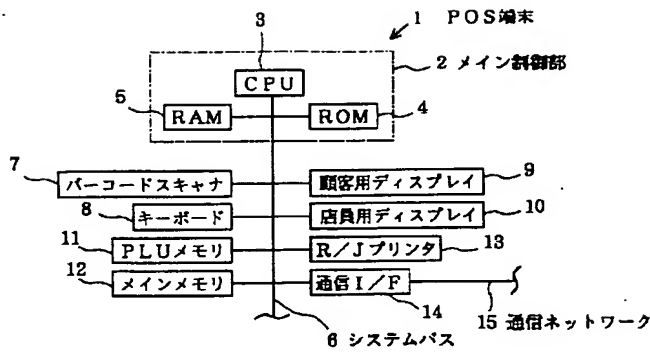 1 POS端末
3
2 メイン制御部
CPU
5
RAM
ROM
4
7
バーコードスキャナ
顧客用ディスプレイ
9
8
キーボード
店員用ディスプレイ
10
11
PLUメモリ
R/Jプリンタ
13
12
メインメモリ
通信I/F
14
15 通信ネットワーク
6 システムバス